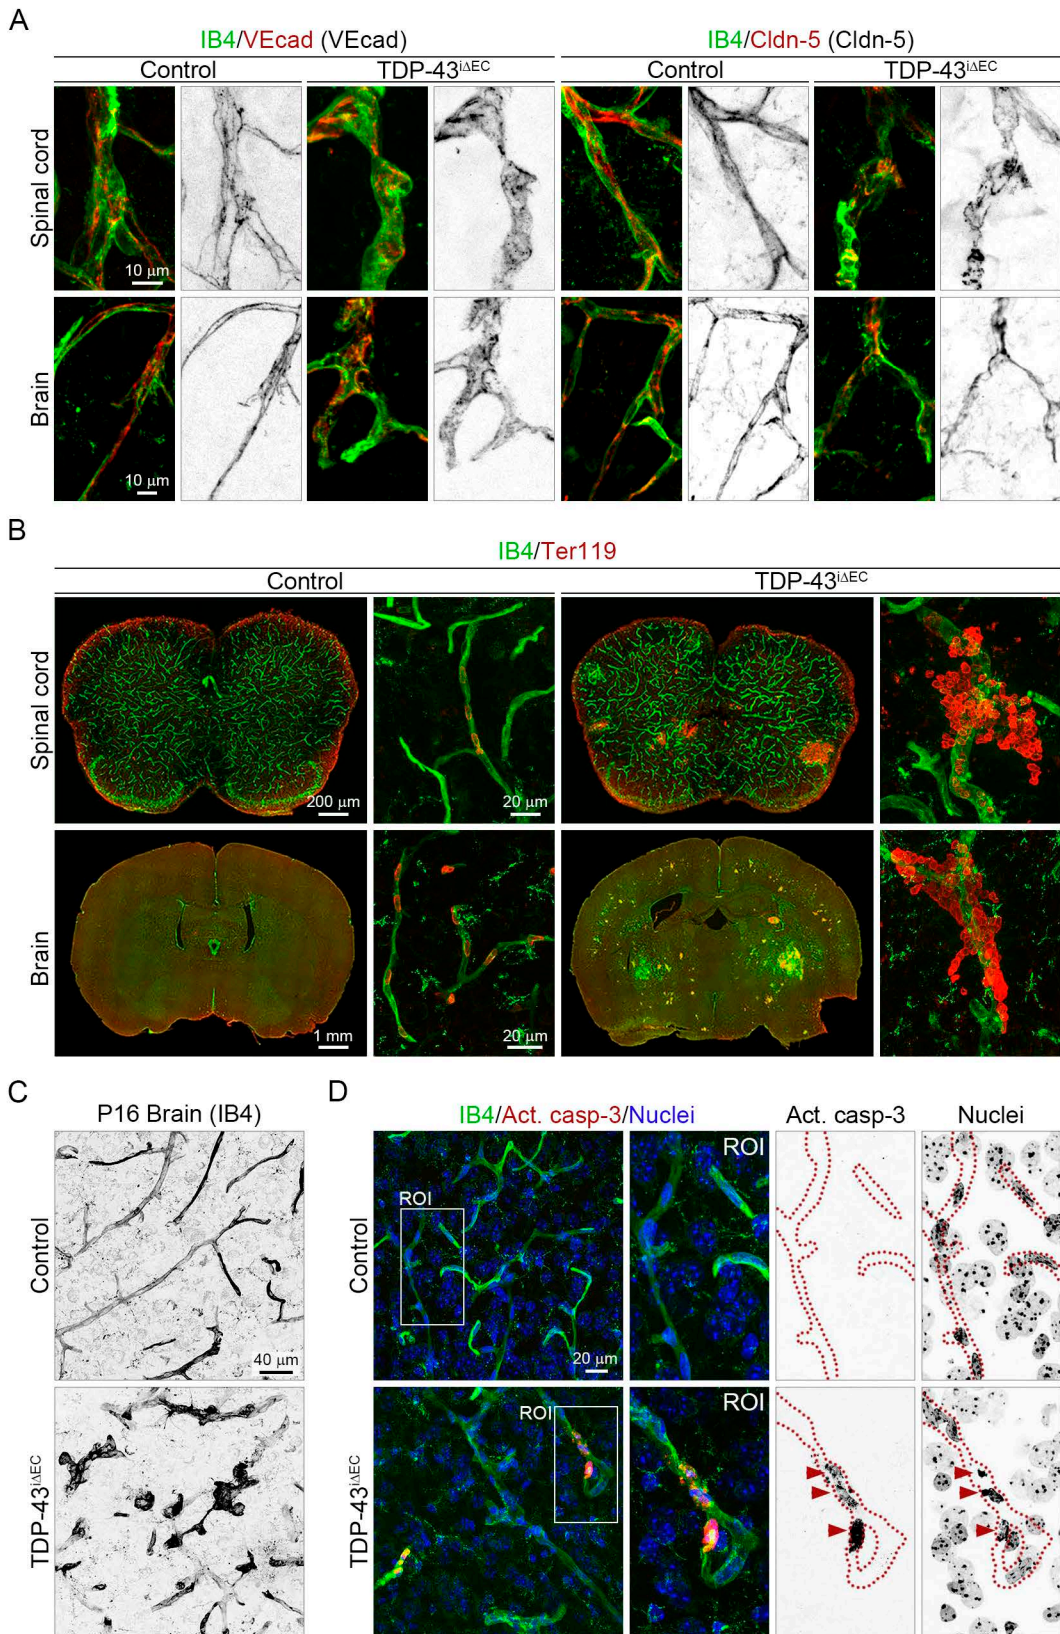 A
IB4/VEcad (VEcad)
IB4/Cldn-5 (Cldn-5)
Control
TDP-43iΔEC
Control
TDP-43iΔEC
Spinal cord
10 μm
Brain
10 μm
B
IB4/Ter119
Control
TDP-43iΔEC
Spinal cord
200 μm
20 μm
Brain
1 mm
20 μm
C
P16 Brain (IB4)
Control
40 μm
TDP-43iΔEC
D
IB4/Act. casp-3/Nuclei
Act. casp-3
Nuclei
Control
ROI
ROI
20 μm
TDP-43iΔEC
ROI
ROI